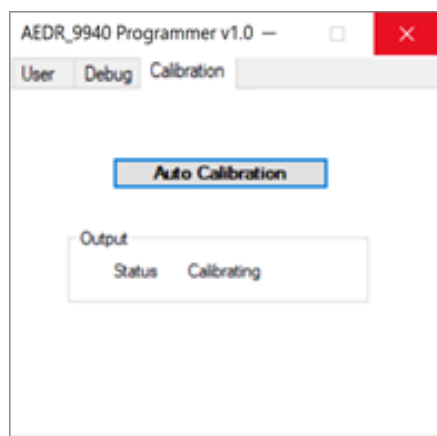 AEDR_9940 Programmer v1.0
User Debug Calibration
Auto Calibration
Output
Status Calibrating